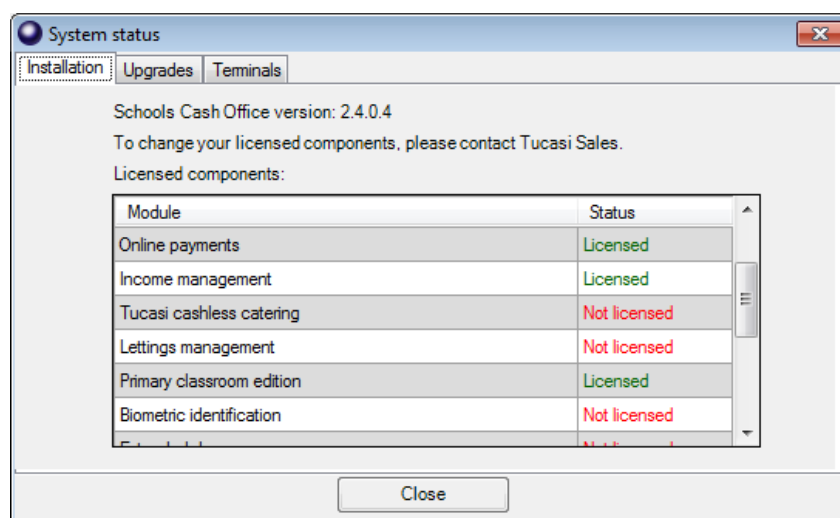 System status
Installation Upgrades Terminals
Schools Cash Office version: 2.4.0.4
To change your licensed components, please contact Tucasi Sales.
Licensed components:
Module Status
Online payments Licensed
Income management Licensed
Tucasi cashless catering Not licensed
Lettings management Not licensed
Primary classroom edition Licensed
Biometric identification Not licensed
Close